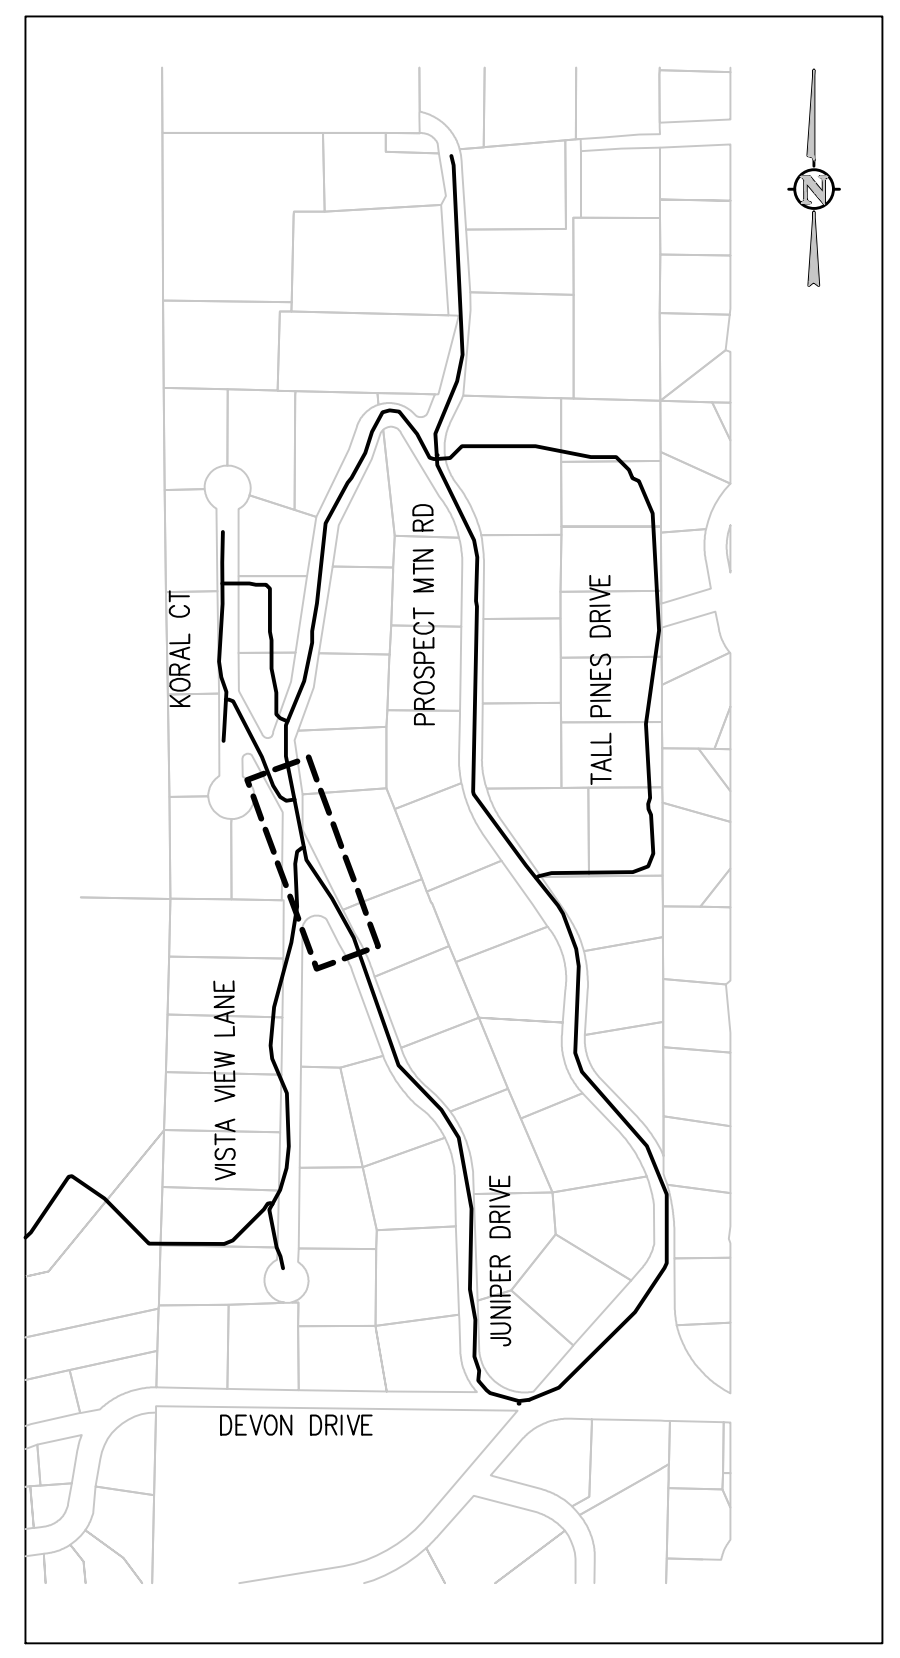 N
PROSPECT MTN RD
KORAL CT
TALL PINES DRIVE
VISTA VIEW LANE
JUNIPER DRIVE
DEVON DRIVE